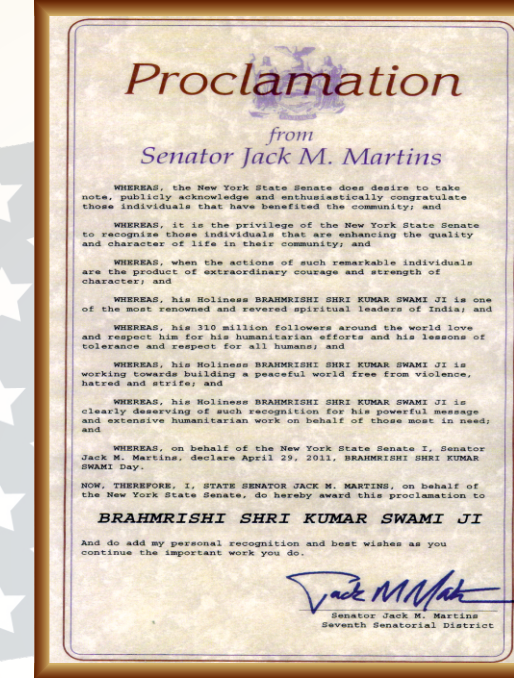 Proclamation
from
Senator Jack M. Martins
WHEREAS, the New York State Senate does desire to take
note, publicly acknowledge and enthusiastically congratulate
those individuals that have benefited the community; and
WHEREAS, it is the privilege of the New York State Senate
to recognize those individuals that are enhancing the quality
and character of life in their community; and
WHEREAS, when the actions of such remarkable individuals
are the product of extraordinary courage and strength of
character; and
WHEREAS, his Holiness BRAHMRISHI SHRI KUMAR SWAMI JI is one
of the most renowned and revered spiritual leaders of India; and
WHEREAS, his 310 million followers around the world love
and respect him for his humanitarian efforts and his lessons of
tolerance and respect for all humans; and
WHEREAS, his Holiness BRAHMRISHI SHRI KUMAR SWAMI JI is
working towards building a peaceful world free from violence,
hatred and strife; and
WHEREAS, his Holiness BRAHMRISHI SHRI KUMAR SWAMI JI is
clearly deserving of such recognition for his powerful message
and extensive humanitarian work on behalf of those most in need;
and
WHEREAS, on behalf of the New York State Senate I, Senator
Jack M. Martins, declare April 29, 2011, BRAHMRISHI SHRI KUMAR
SWAMI Day.
NOW, THEREFORE, I, STATE SENATOR JACK M. MARTINS, on behalf of
the New York State Senate, do hereby award this proclamation to
BRAHMRISHI SHRI KUMAR SWAMI JI
And do add my personal recognition and best wishes as you
continue the important work you do.
Jack M Mart
Senator Jack M. Martins
Seventh Senatorial District